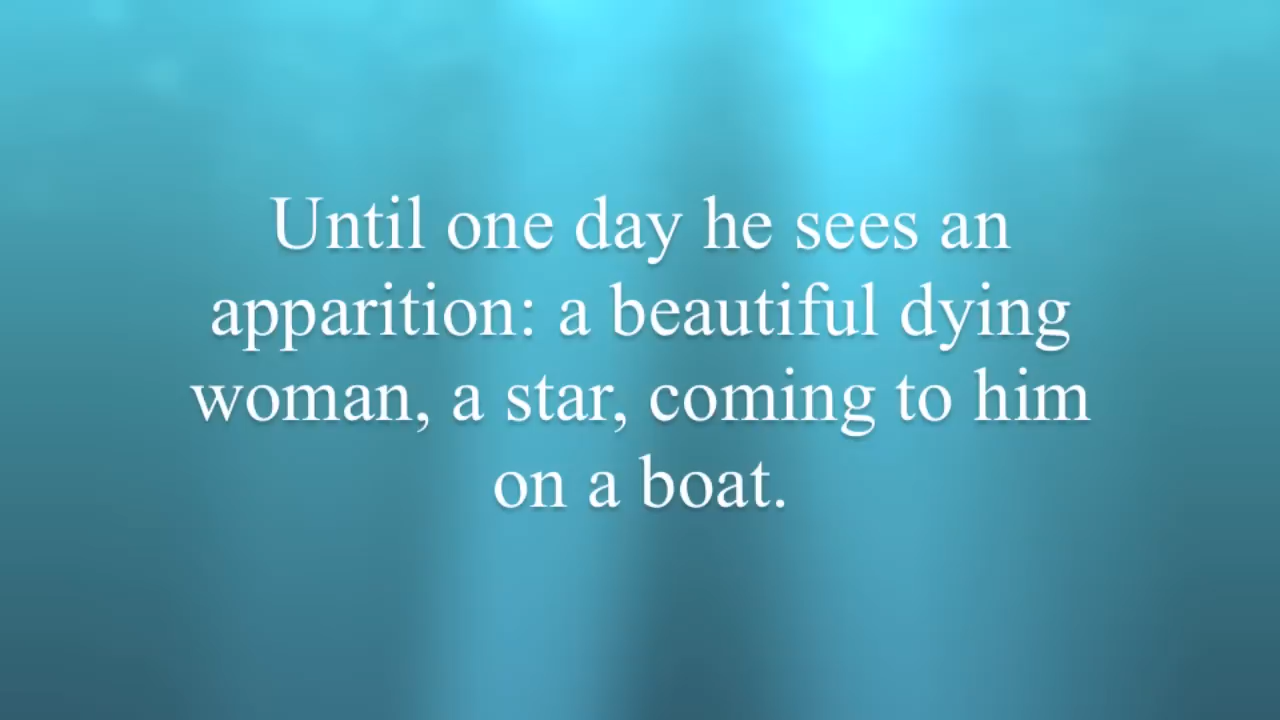 Until one day he sees an
apparition: a beautiful dying
woman, a star, coming to him
on a boat.